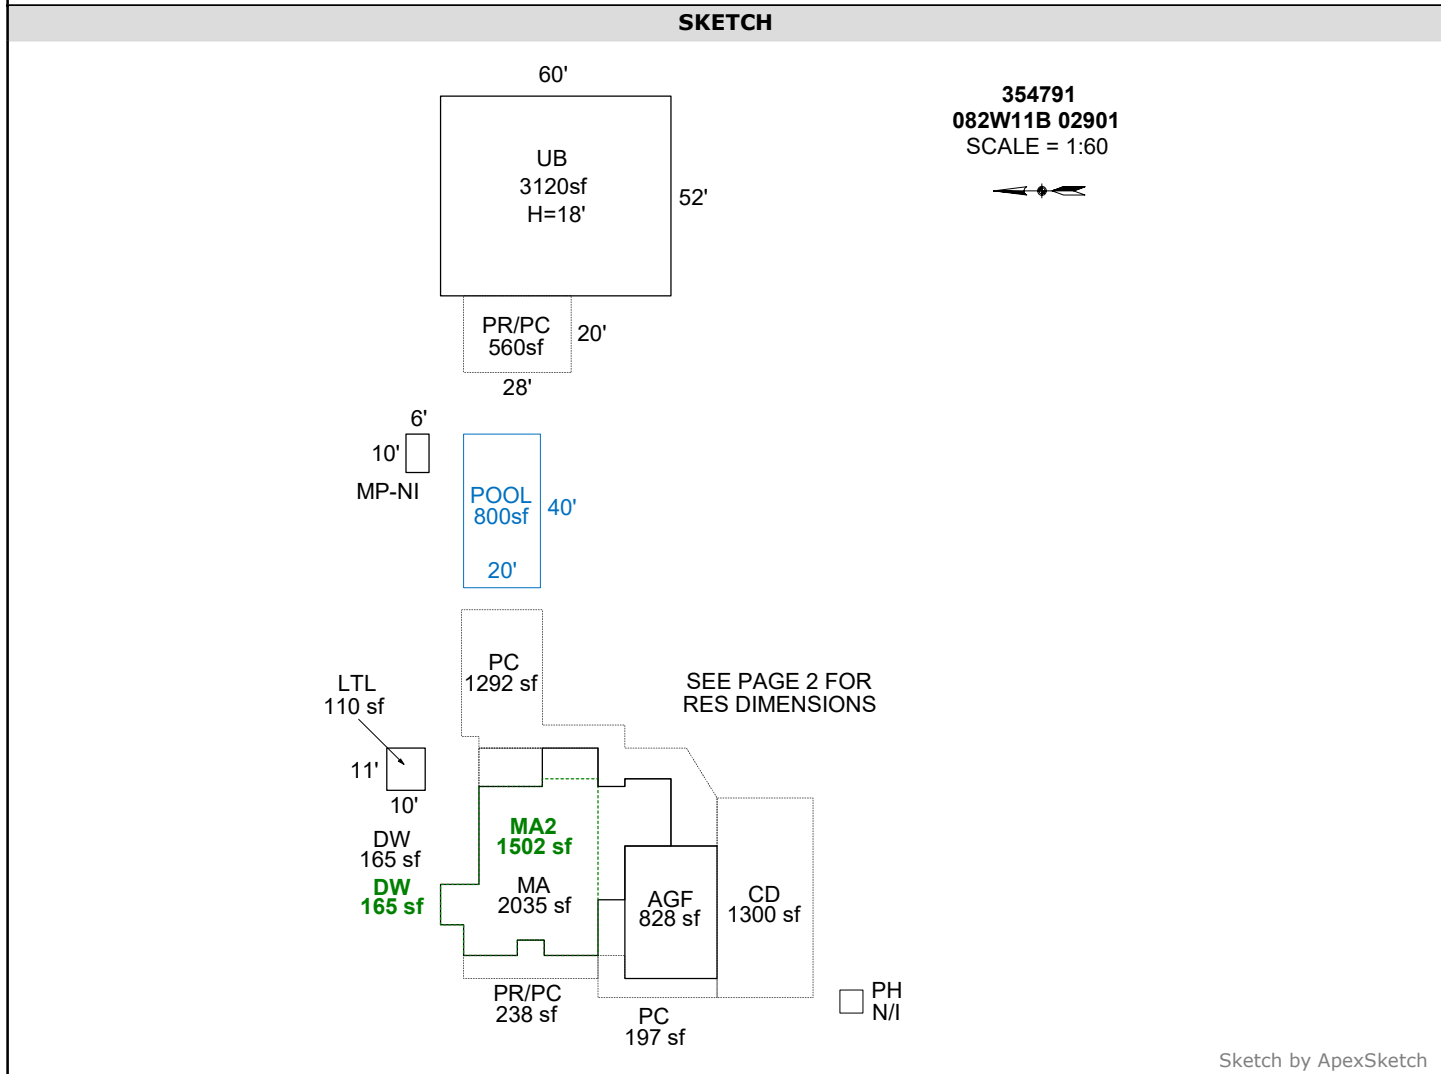 SKETCH
60'
354791
082W11B 02901
SCALE = 1:60
UB
3120sf
H=18'
52'
PR/PC
560sf
20'
28'
6'
10'
MP-NI
POOL
800sf
40'
20'
PC
1292 sf
SEE PAGE 2 FOR
RES DIMENSIONS
LTL
110 sf
11'
10'
DW
165 sf
DW
165 sf
MA2
1502 sf
MA
2035 sf
AGF
828 sf
CD
1300 sf
PR/PC
238 sf
PC
197 sf
PH
N/I
Sketch by ApexSketch